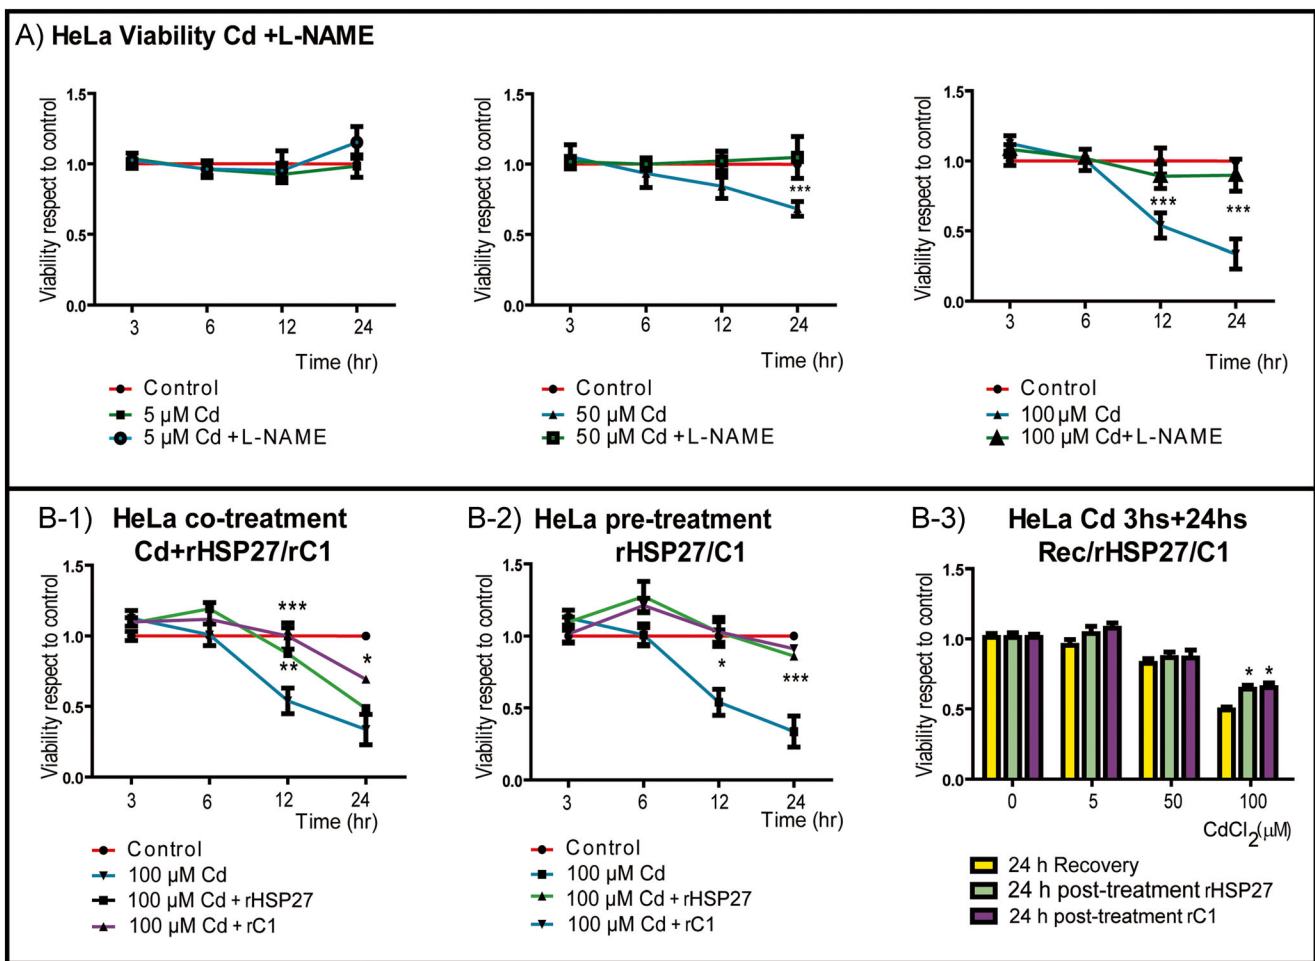 A) HeLa Viability Cd +L-NAME
Viability respect to control
1.5
1.0
0.5
0.0
3 6 12 24
Time (hr)
Control
5 µM Cd
5 µM Cd +L-NAME
Viability respect to control
1.5
1.0
0.5
0.0
***
3 6 12 24
Time (hr)
Control
50 µM Cd
50 µM Cd +L-NAME
Viability respect to control
1.5
1.0
0.5
0.0
*** ***
3 6 12 24
Time (hr)
Control
100 µM Cd
100 µM Cd+L-NAME
B-1) HeLa co-treatment
Cd+rHSP27/rC1
Viability respect to control
1.5
1.0
0.5
0.0
***
**
*
3 6 12 24
Time (hr)
Control
100 µM Cd
100 µM Cd + rHSP27
100 µM Cd + rC1
B-2) HeLa pre-treatment
rHSP27/C1
Viability respect to control
1.5
1.0
0.5
0.0
*
***
3 6 12 24
Time (hr)
Control
100 µM Cd
100 µM Cd + rHSP27
100 µM Cd + rC1
B-3) HeLa Cd 3hs+24hs
Rec/rHSP27/C1
Viability respect to control
1.5
1.0
0.5
0.0
* *
0 5 50 100
CdCl2(µM)
24 h Recovery
24 h post-treatment rHSP27
24 h post-treatment rC1